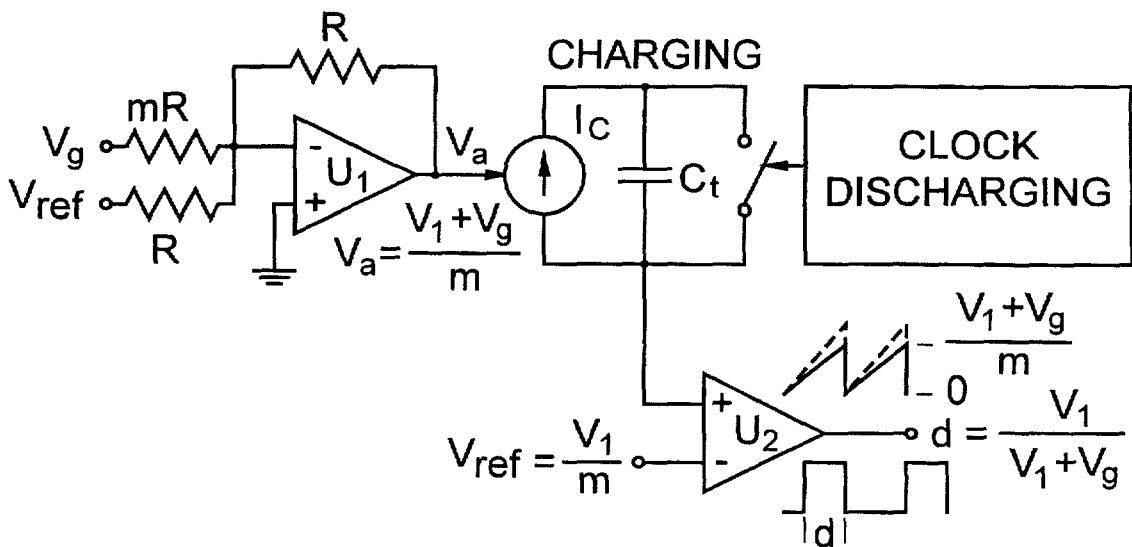 R
CHARGING
mR
V_g
V_ref
R
-
+
U_1
V_a
V_a = (V_1 + V_g) / m
I_C
C_t
CLOCK
DISCHARGING
(V_1 + V_g) / m
0
+
-
U_2
V_ref = V_1 / m
d = V_1 / (V_1 + V_g)
|d|